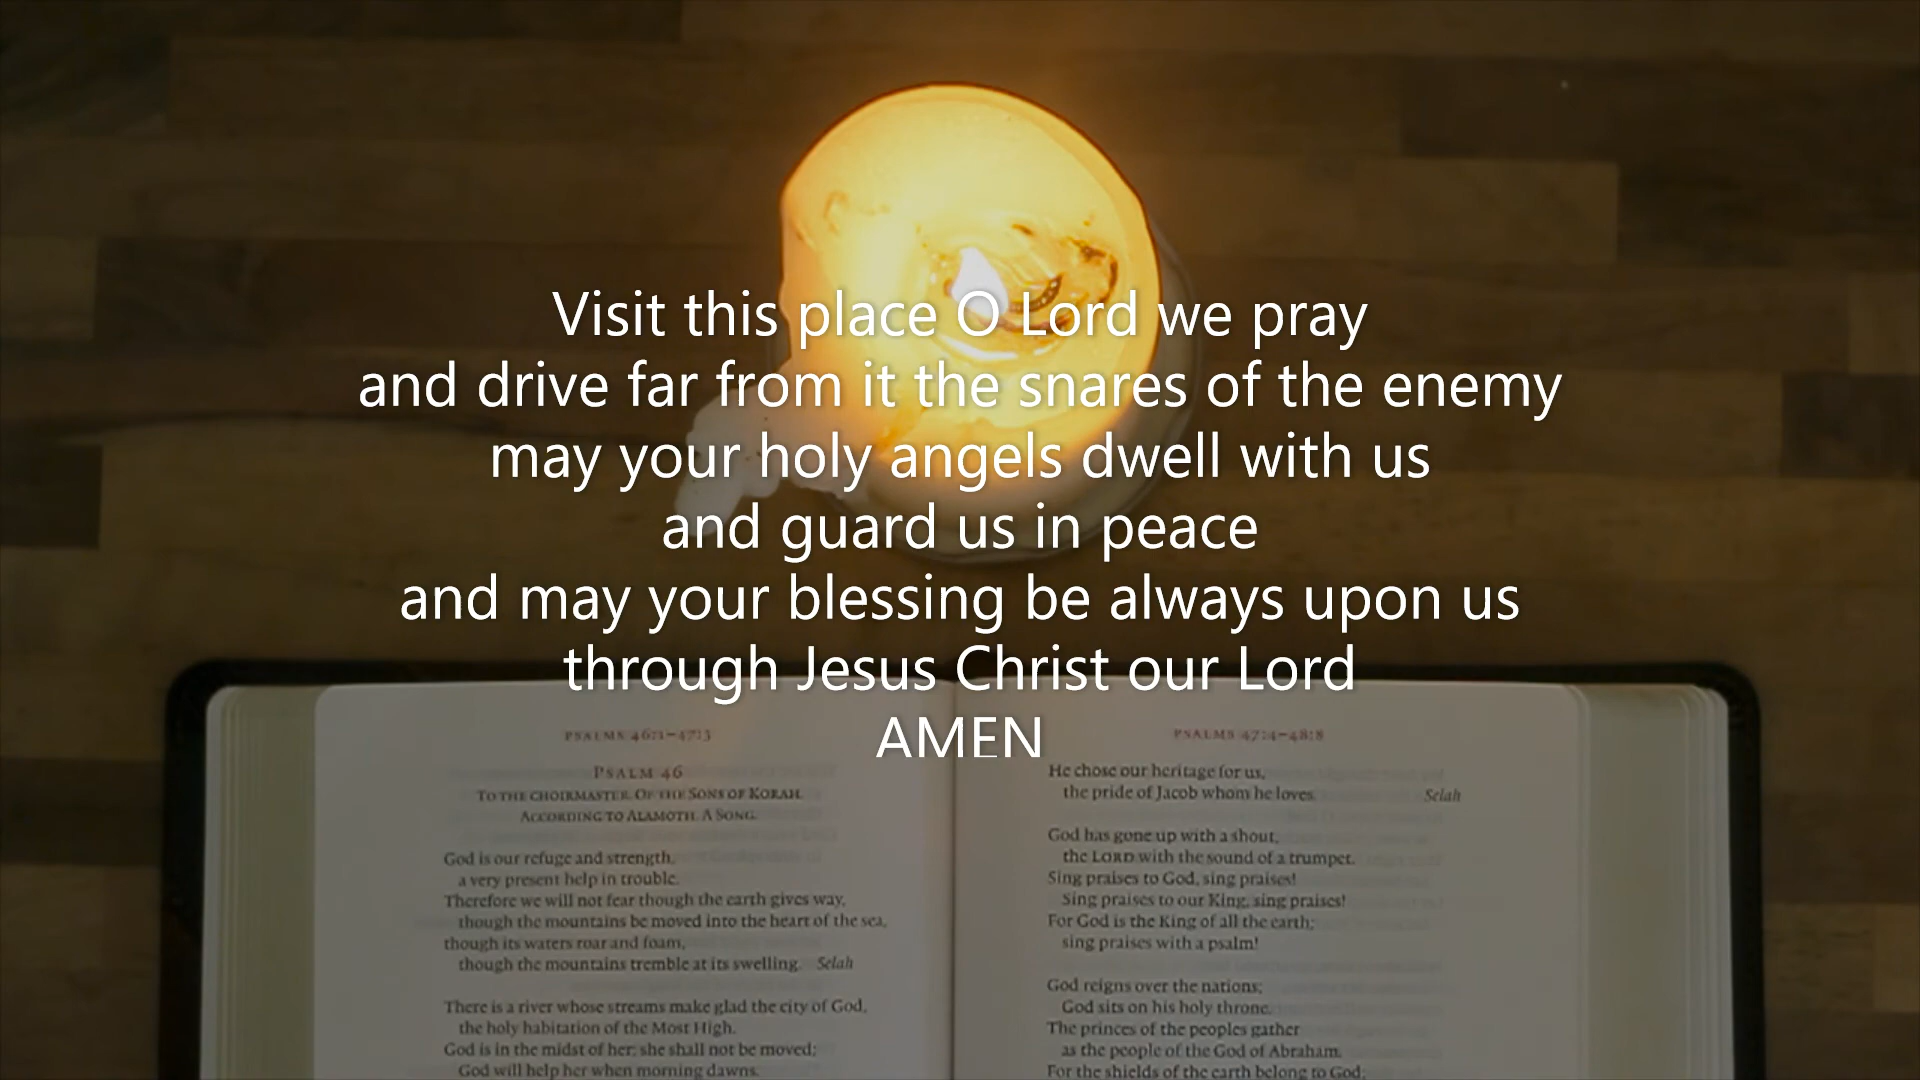 Visit this place O Lord we pray
and drive far from it the snares of the enemy
may your holy angels dwell with us
and guard us in peace
and may your blessing be always upon us
through Jesus Christ our Lord
AMEN
PSALMS 46:1–47:3
PSALM 46
TO THE CHOIRMASTER. OF THE SONS OF KORAH.
ACCORDING TO ALAMOTH. A SONG.
God is our refuge and strength,
a very present help in trouble.
Therefore we will not fear though the earth gives way,
though the mountains be moved into the heart of the sea,
though its waters roar and foam,
though the mountains tremble at its swelling. Selah
There is a river whose streams make glad the city of God,
the holy habitation of the Most High.
God is in the midst of her; she shall not be moved;
God will help her when morning dawns.
PSALMS 47:4–48:8
He chose our heritage for us,
the pride of Jacob whom he loves. Selah
God has gone up with a shout,
the LORD with the sound of a trumpet.
Sing praises to God, sing praises!
Sing praises to our King, sing praises!
For God is the King of all the earth;
sing praises with a psalm!
God reigns over the nations;
God sits on his holy throne.
The princes of the peoples gather
as the people of the God of Abraham.
For the shields of the earth belong to God;